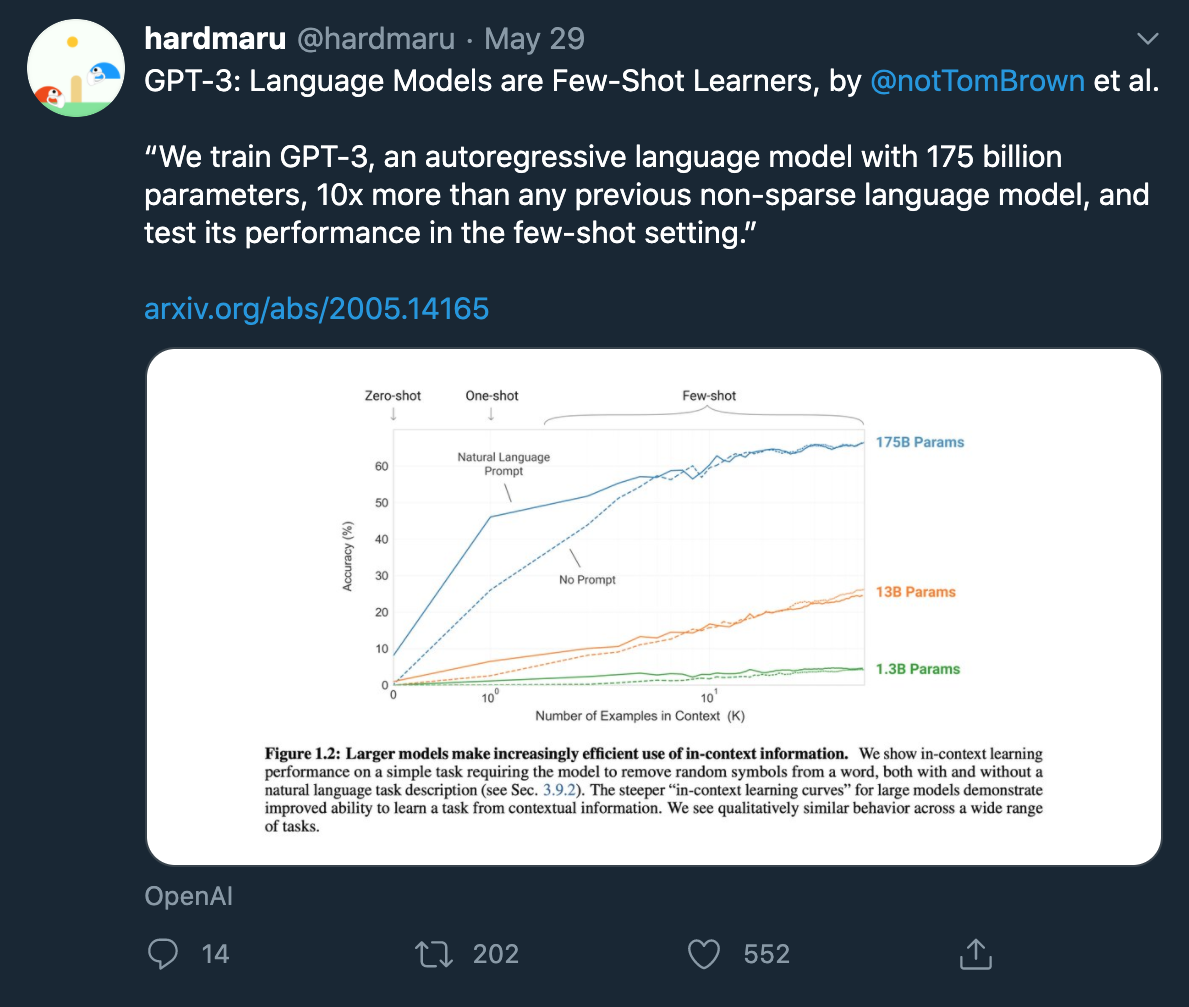 hardmaru @hardmaru · May 29
GPT-3: Language Models are Few-Shot Learners, by @notTomBrown et al.
“We train GPT-3, an autoregressive language model with 175 billion
parameters, 10x more than any previous non-sparse language model, and
test its performance in the few-shot setting.”
arxiv.org/abs/2005.14165
Zero-shot One-shot Few-shot
175B Params
Natural Language
Prompt
No Prompt
13B Params
1.3B Params
Accuracy (%)
60
50
40
30
20
10
0
0 10⁰ 10¹
Number of Examples in Context (K)
Figure 1.2: Larger models make increasingly efficient use of in-context information. We show in-context learning
performance on a simple task requiring the model to remove random symbols from a word, both with and without a
natural language task description (see Sec. 3.9.2). The steeper “in-context learning curves” for large models demonstrate
improved ability to learn a task from contextual information. We see qualitatively similar behavior across a wide range
of tasks.
OpenAI
14 202 552